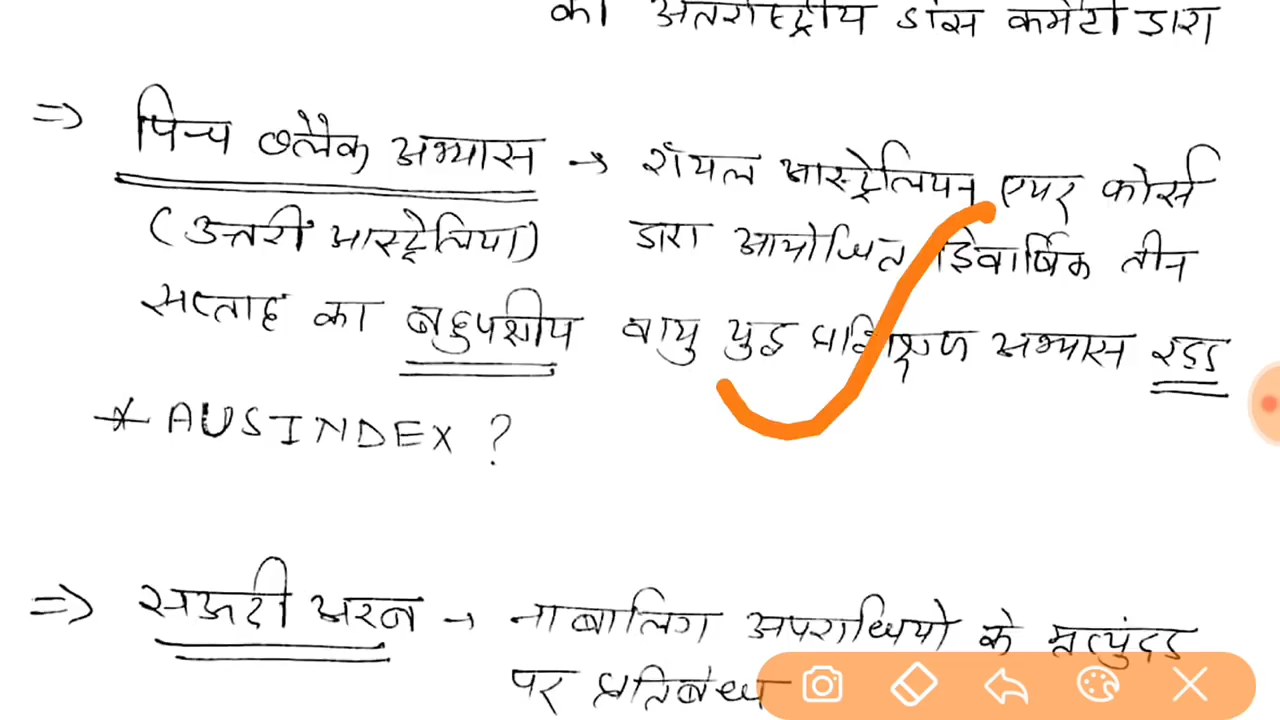 को अंतर्राष्ट्रीय डांस कमेटी द्वारा
=> पिच ब्लैक अभ्यास → रॉयल आस्ट्रेलियन एयर फोर्स
(उत्तरी आस्ट्रेलिया) द्वारा आयोजित द्विवार्षिक तीन
सप्ताह का बहुपक्षीय वायु युद्ध प्रशिक्षण अभ्यास
* AUSINDEX ?
=> सऊदी अरब → नाबालिग अपराधियो के मृत्युदंड
पर प्रतिबंध